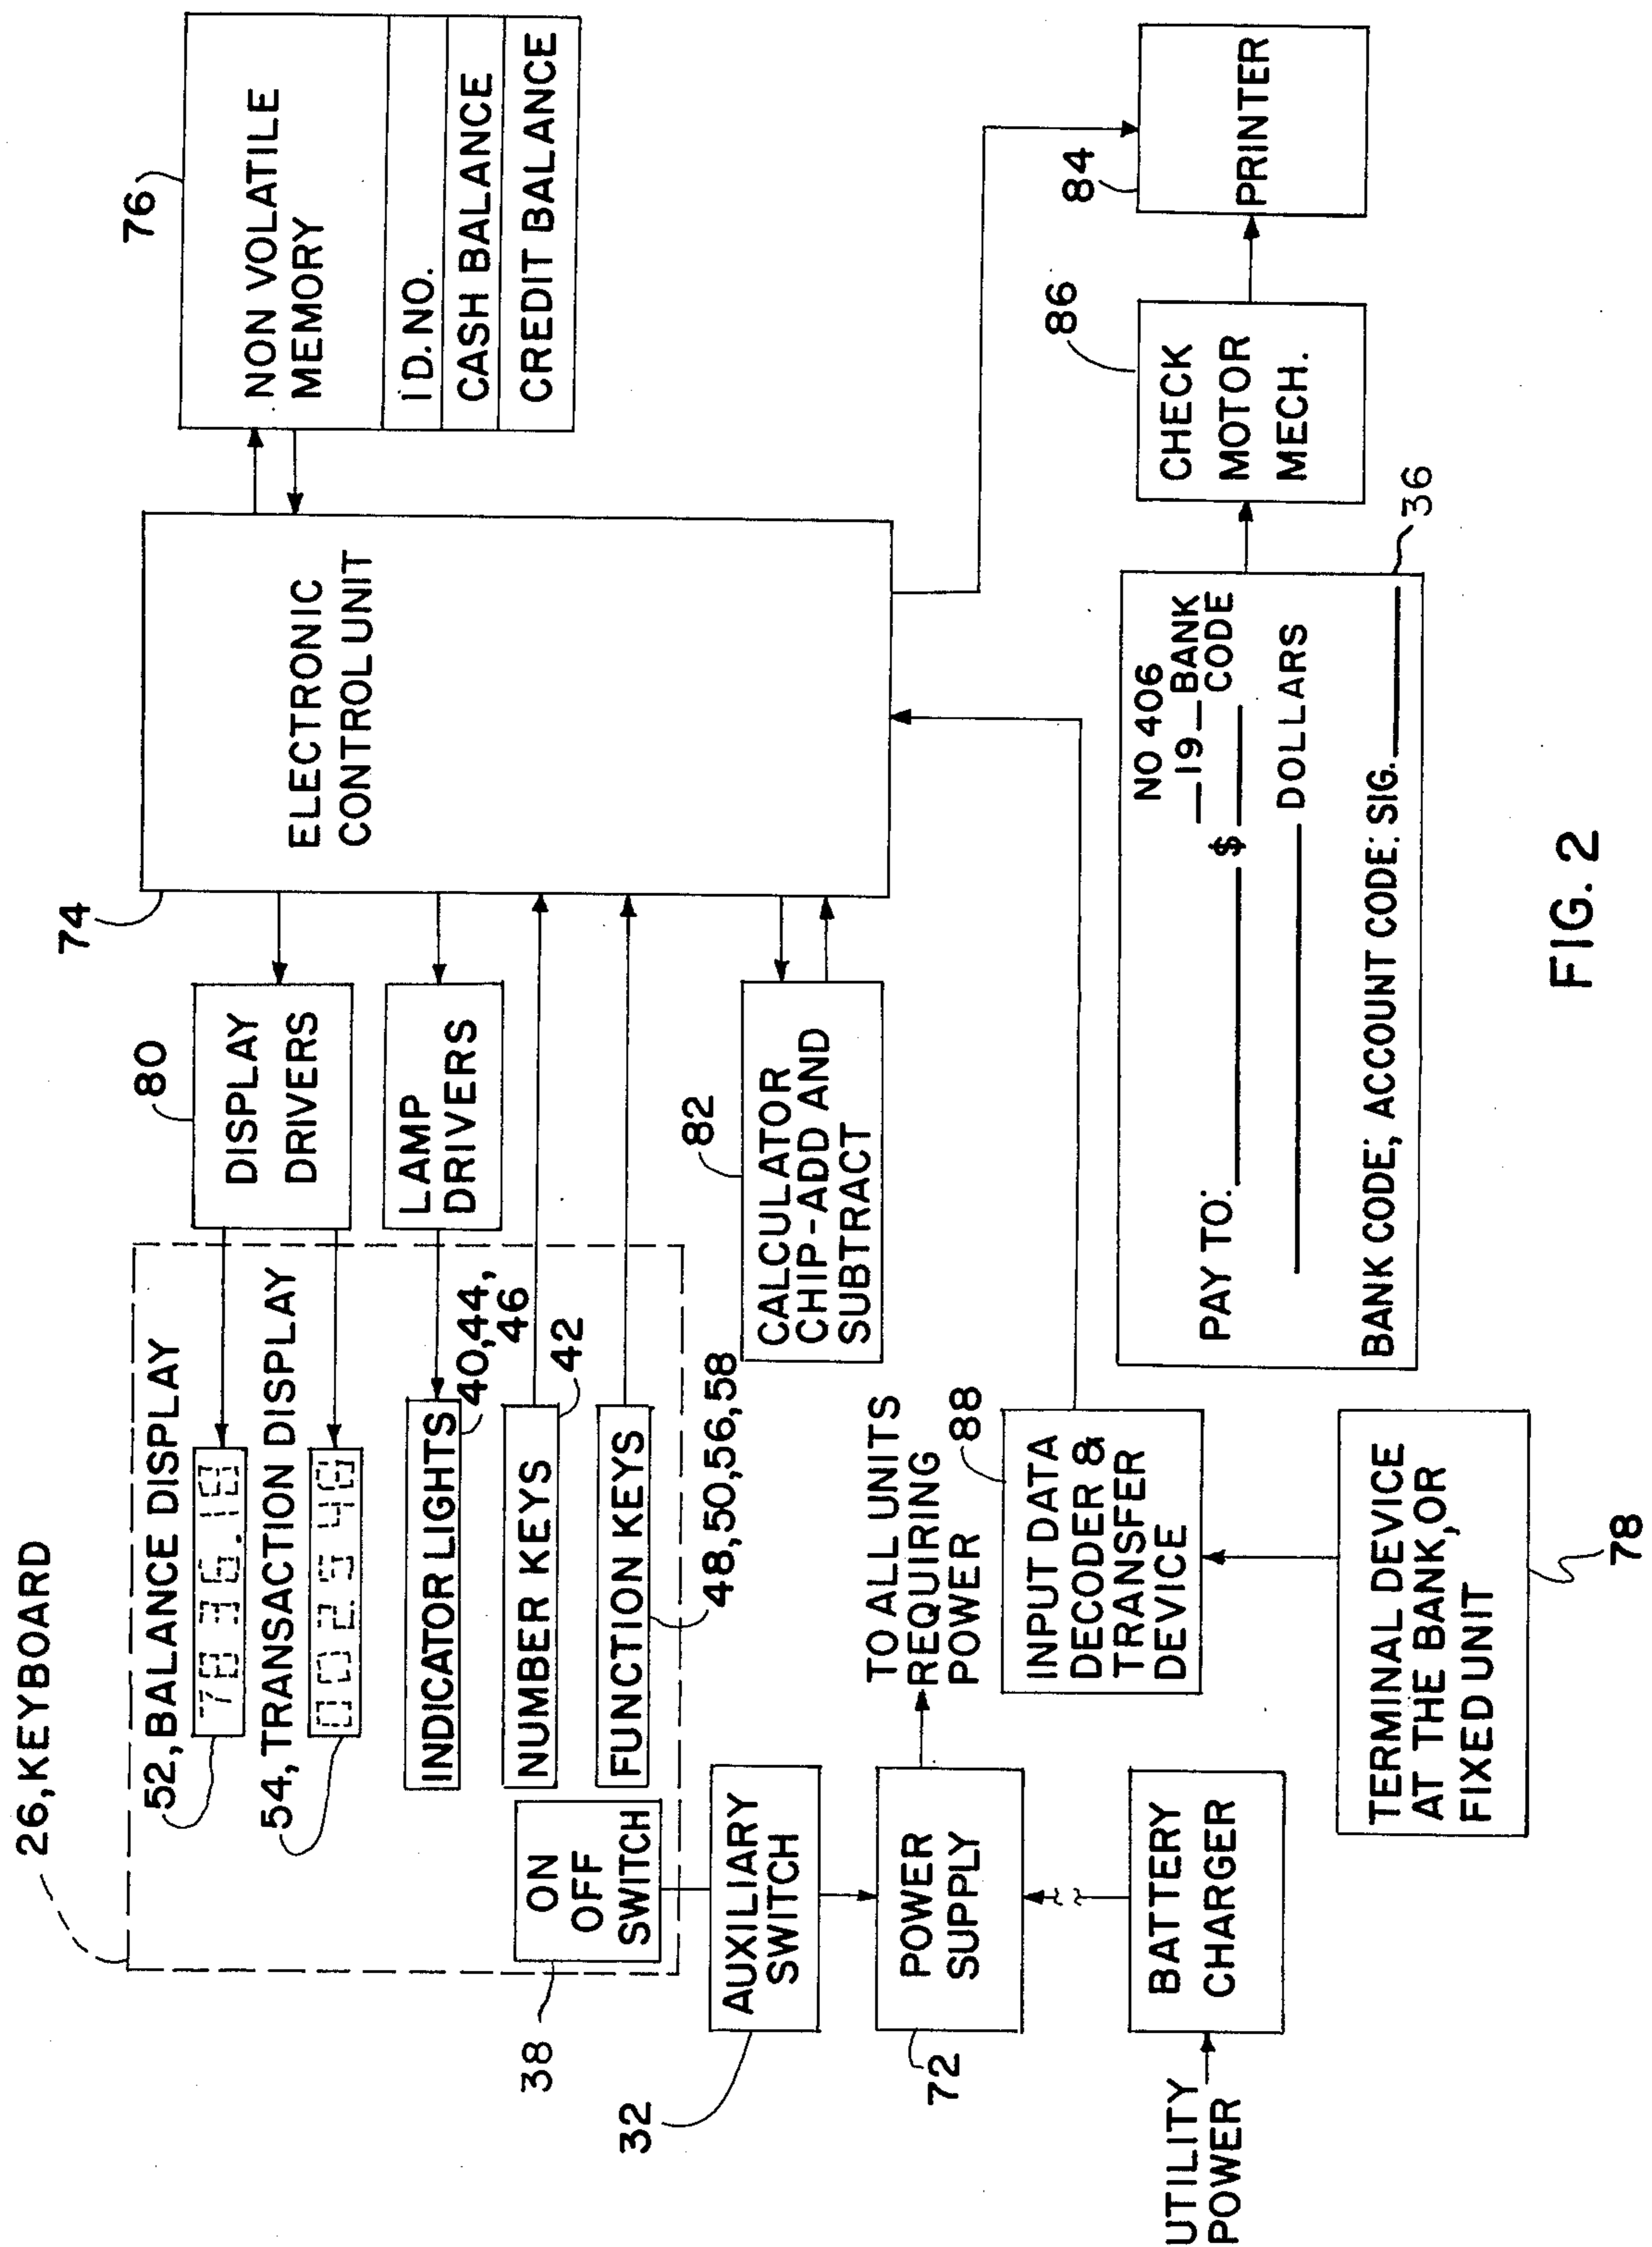 26, KEYBOARD
52, BALANCE DISPLAY
7836.18
54, TRANSACTION DISPLAY
INDICATOR LIGHTS
40,44,
46
NUMBER KEYS
42
FUNCTION KEYS
48,50,56,58
ON
OFF
SWITCH
38
80
DISPLAY
DRIVERS
LAMP
DRIVERS
74
ELECTRONIC
CONTROL UNIT
76
NON VOLATILE
MEMORY
I D. NO.
CASH BALANCE
CREDIT BALANCE
82
CALCULATOR
CHIP-ADD AND
SUBTRACT
32
AUXILIARY
SWITCH
72
POWER
SUPPLY
TO ALL UNITS
REQUIRING
POWER
UTILITY
POWER
BATTERY
CHARGER
88
INPUT DATA
DECODER &
TRANSFER
DEVICE
TERMINAL DEVICE
AT THE BANK, OR
FIXED UNIT
78
NO 406
19 BANK
CODE
PAY TO: $
DOLLARS
BANK CODE; ACCOUNT CODE: SIG.
36
86
CHECK
MOTOR
MECH.
84
PRINTER
FIG. 2